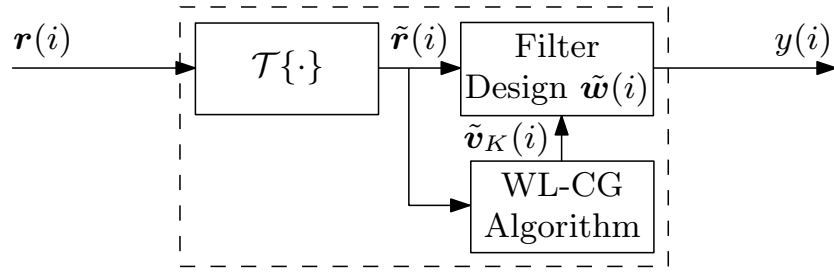 𝒓(i)
𝒯{·}
𝒓̃(i)
Filter
Design 𝒘̃(i)
y(i)
𝒗̃_K(i)
WL-CG
Algorithm